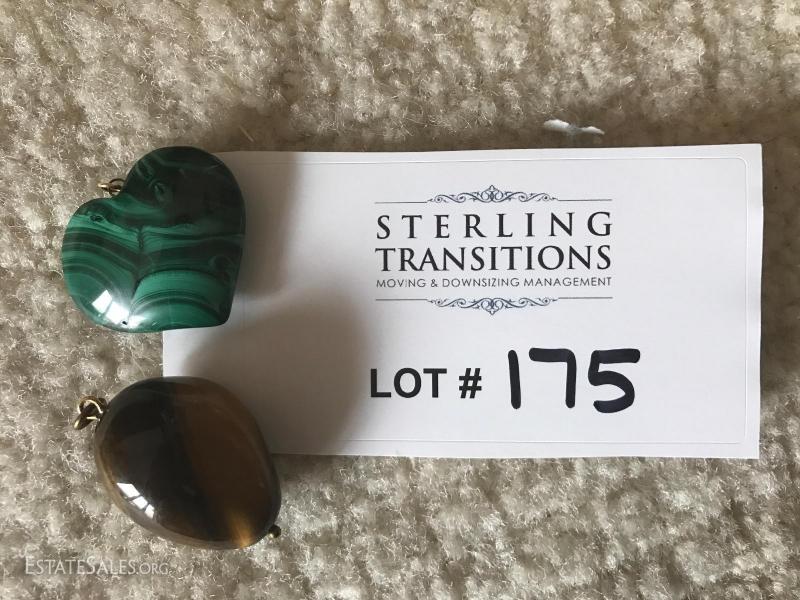 STERLING
TRANSITIONS
MOVING & DOWNSIZING MANAGEMENT
LOT # 175
ESTATESALES.ORG